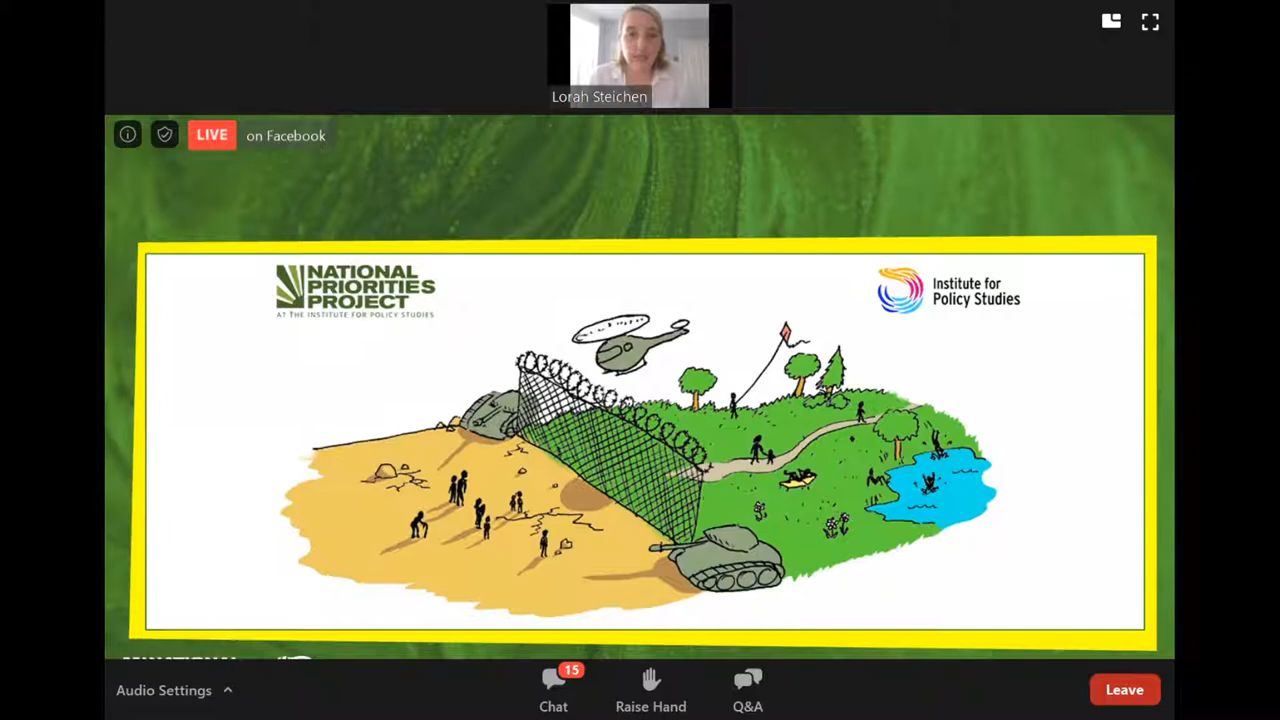 Lorah Steichen
LIVE on Facebook
NATIONAL
PRIORITIES
PROJECT
AT THE INSTITUTE FOR POLICY STUDIES
Institute for
Policy Studies
Audio Settings
15
Chat
Raise Hand
Q&A
Leave